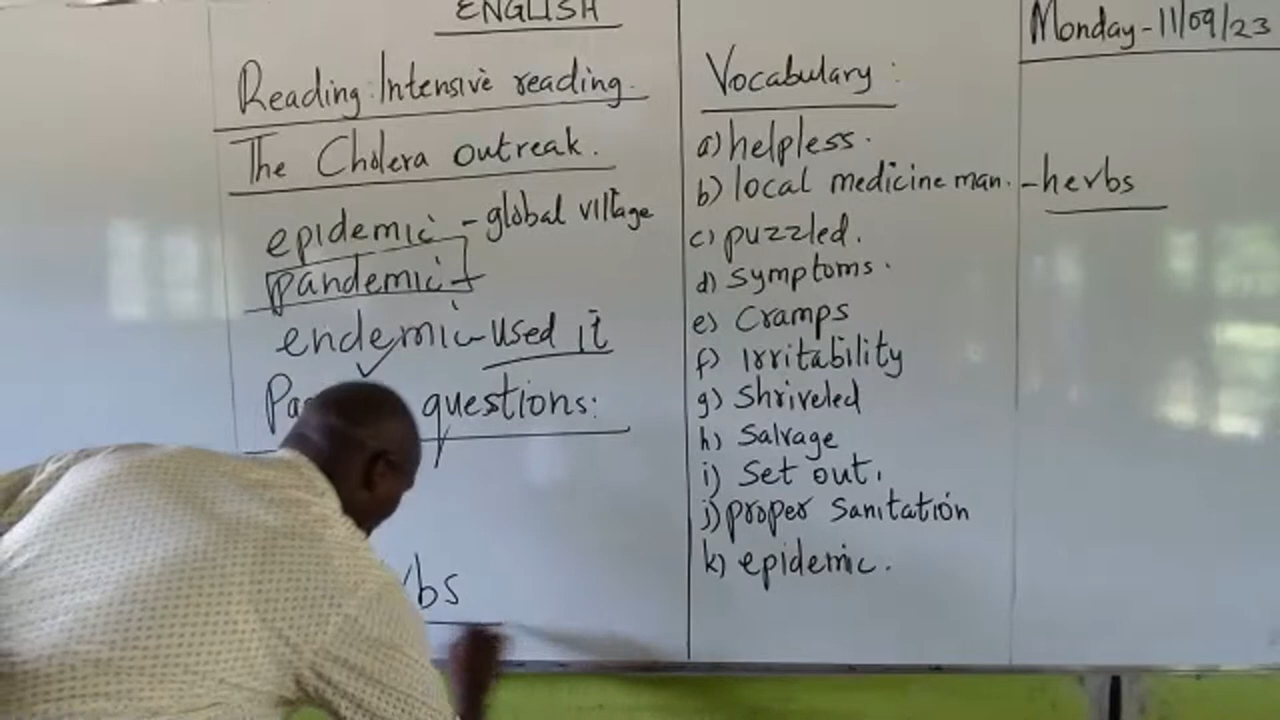 ENGLISH
Monday-11/09/23
Reading: Intensive reading.
The Cholera outreak.
epidemic - global village
pandemic
endemic - used it
questions:
bs
Vocabulary:
a) helpless.
b) local medicine man. - herbs
c) puzzled.
d) symptoms.
e) Cramps
f) Irritability
g) Shriveled
h) Salvage
i) Set out.
j) proper Sanitation
k) epidemic.